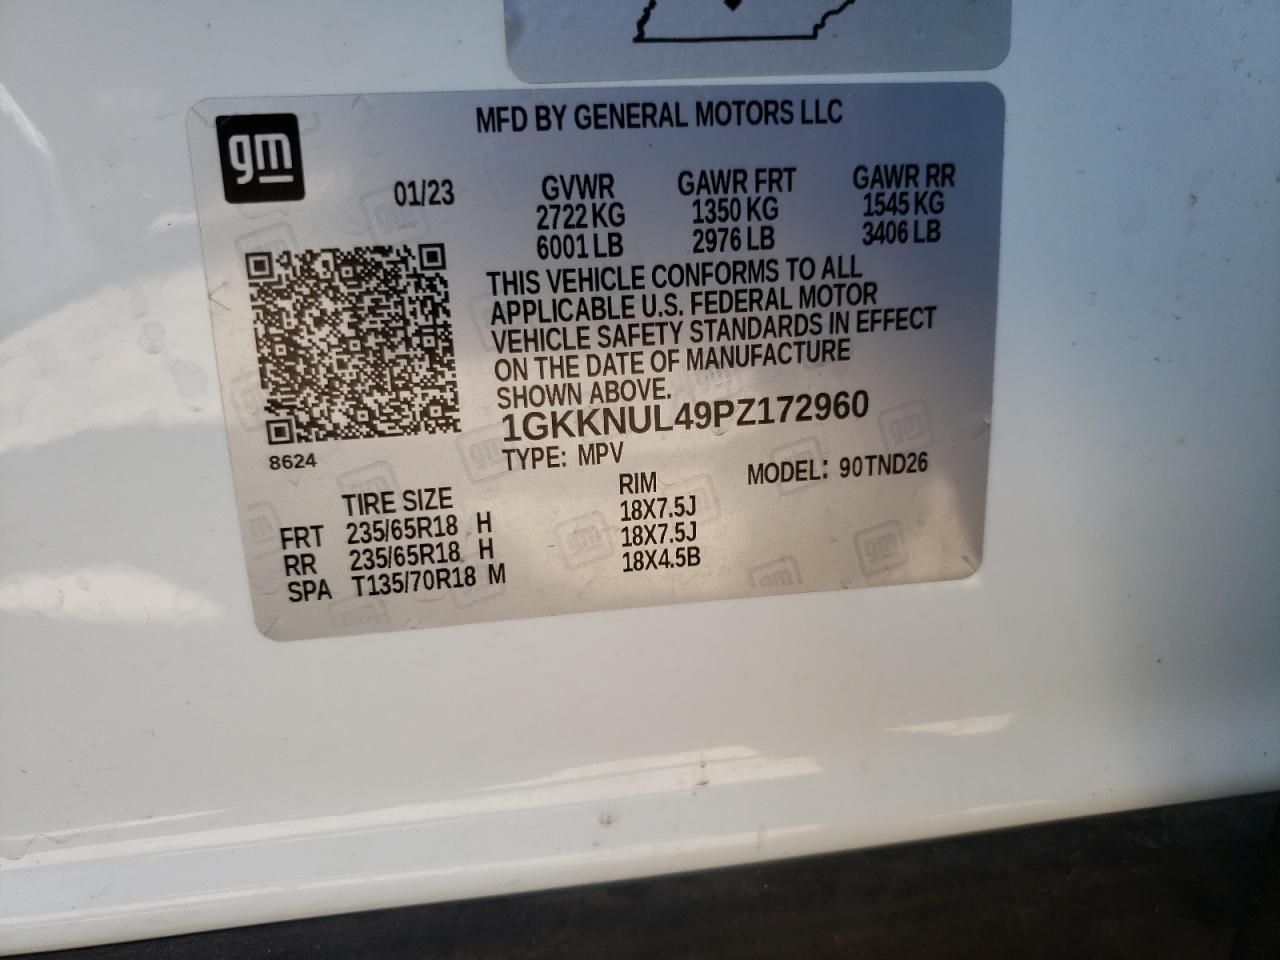 MFD BY GENERAL MOTORS LLC
gm
01/23
GVWR GAWR FRT GAWR RR
2722 KG 1350 KG 1545 KG
6001 LB 2976 LB 3406 LB
THIS VEHICLE CONFORMS TO ALL
APPLICABLE U.S. FEDERAL MOTOR
VEHICLE SAFETY STANDARDS IN EFFECT
ON THE DATE OF MANUFACTURE
SHOWN ABOVE.
1GKKNUL49PZ172960
8624
TYPE: MPV MODEL: 90TND26
TIRE SIZE RIM
FRT 235/65R18 H 18X7.5J
RR 235/65R18 H 18X7.5J
SPA T135/70R18 M 18X4.5B